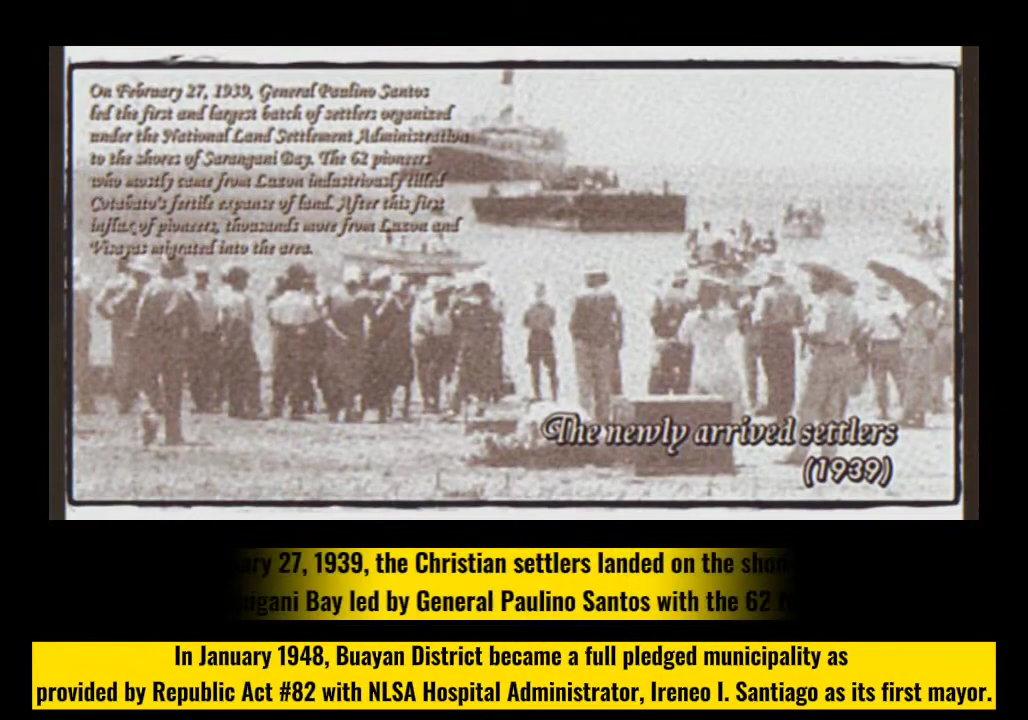 On February 27, 1939, General Paulino Santos
led the first and largest batch of settlers organized
under the National Land Settlement Administration
to the shores of Sarangani Bay. The 62 pioneers
who mostly came from Luzon industriously tilled
Cotabato's fertile expanse of land. After this first
influx of pioneers, thousands more from Luzon and
Visayas migrated into the area.
The newly arrived settlers
(1939)
27, 1939, the Christian settlers landed on the
Bay led by General Paulino Santos with the 62
In January 1948, Buayan District became a full pledged municipality as
provided by Republic Act #82 with NLSA Hospital Administrator, Ireneo I. Santiago as its first mayor.